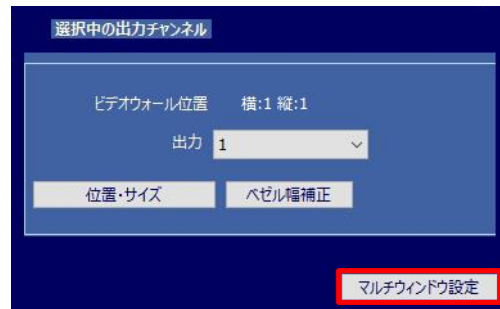 選択中の出力チャンネル
ビデオウォール位置 横:1 縦:1
出力 1
位置・サイズ ベゼル幅補正
マルチウィンドウ設定